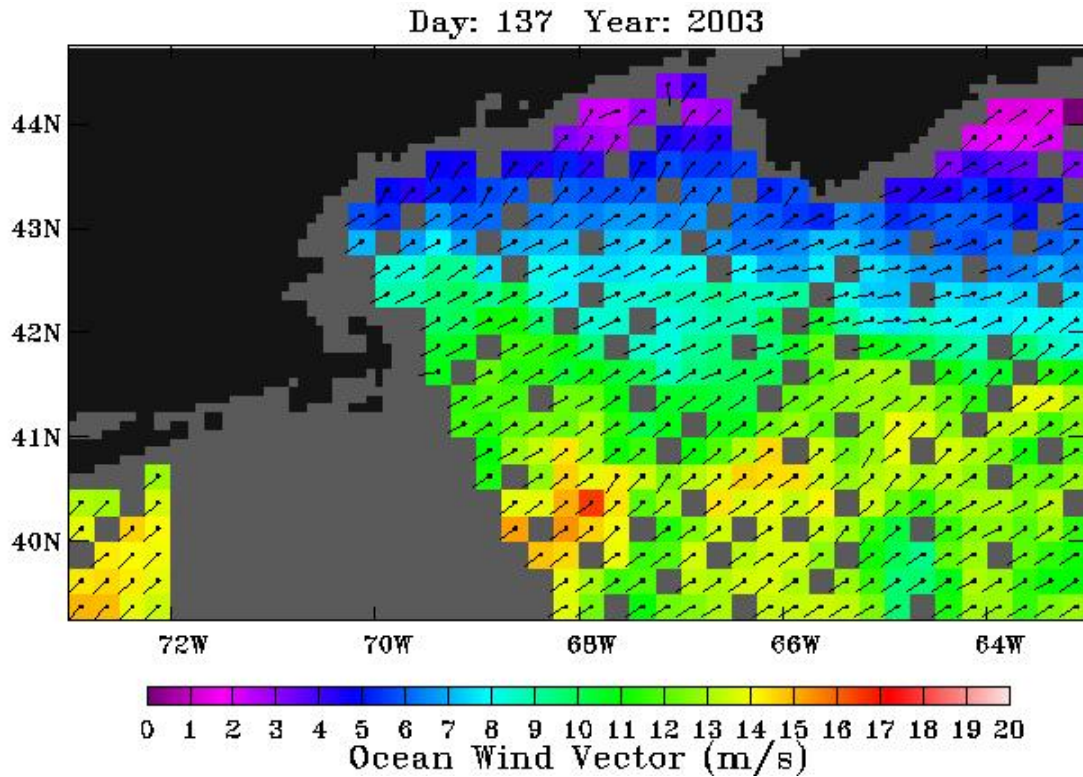 Day: 137 Year: 2003
44N
43N
42N
41N
40N
72W 70W 68W 66W 64W
0 1 2 3 4 5 6 7 8 9 10 11 12 13 14 15 16 17 18 19 20
Ocean Wind Vector (m/s)